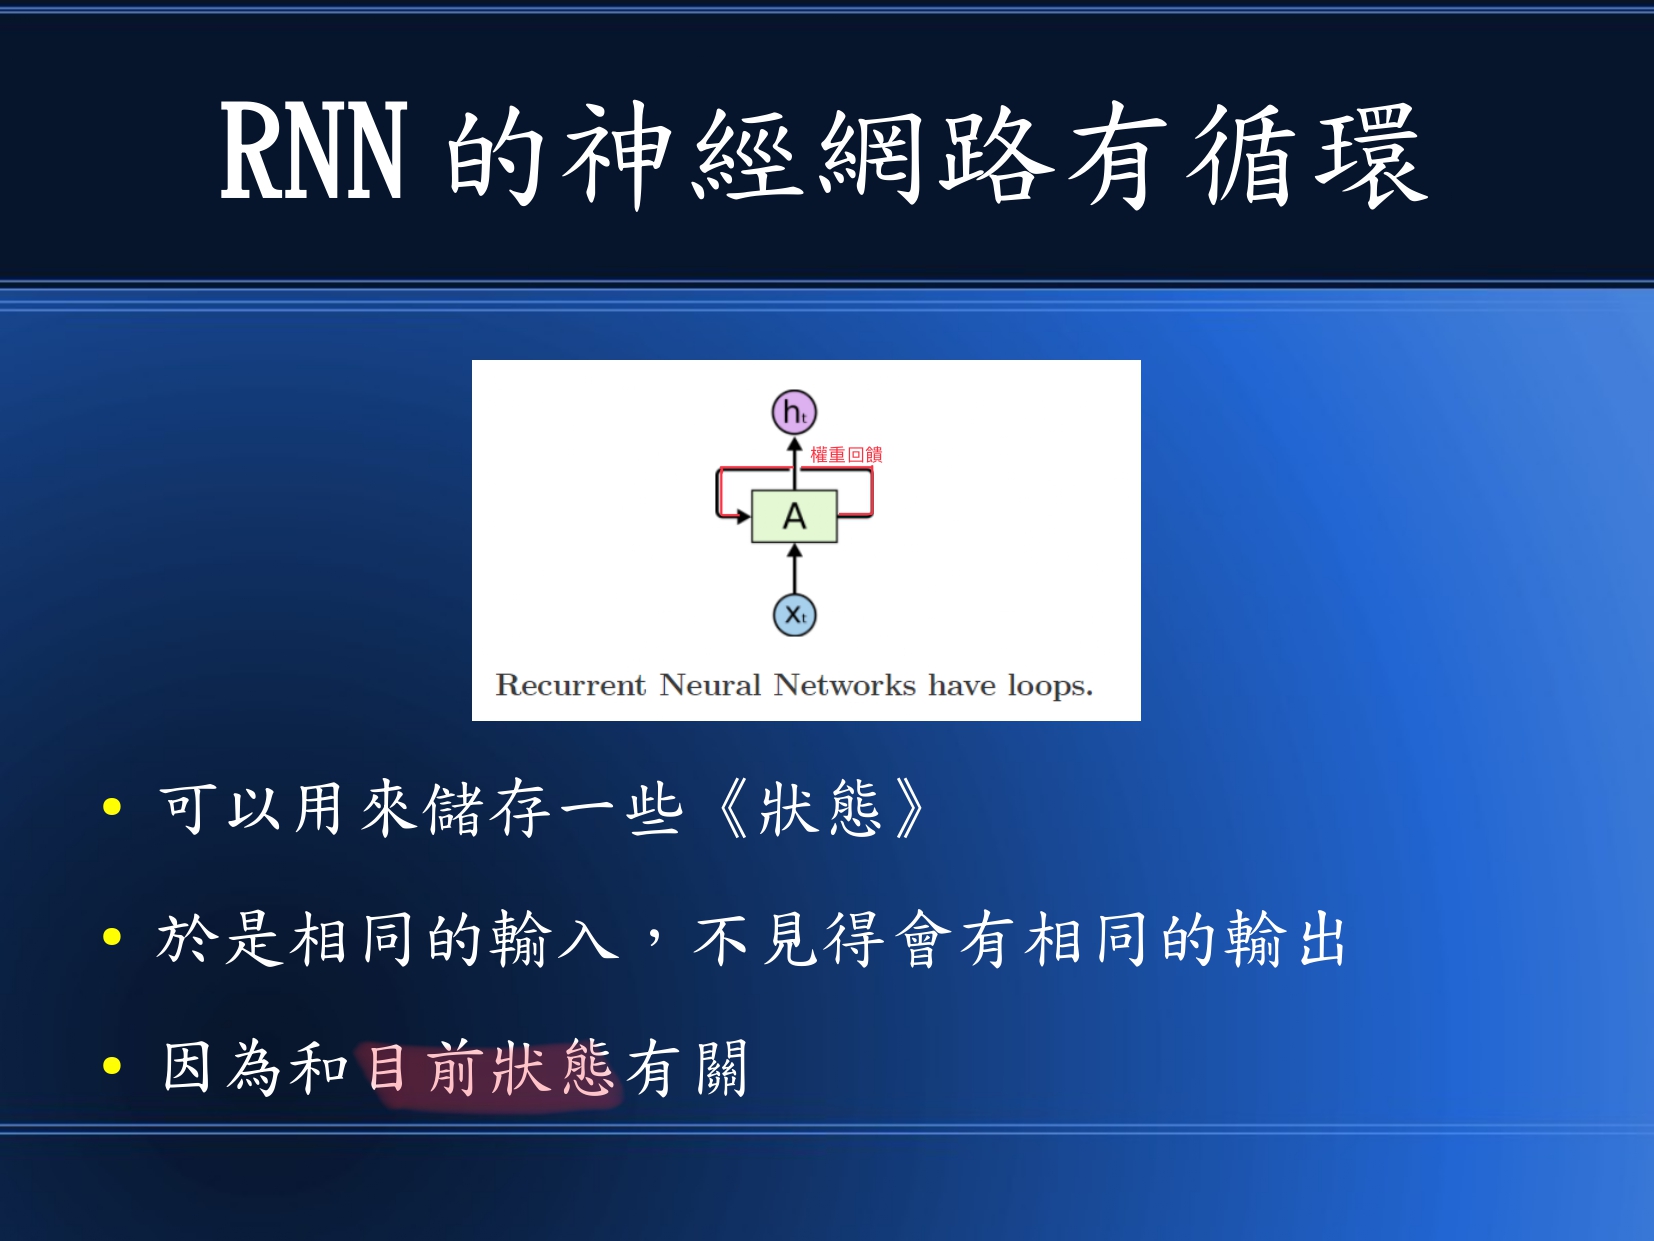 RNN 的神經網路有循環
hₜ
權重回饋
A
xₜ
Recurrent Neural Networks have loops.
• 可以用來儲存一些《狀態》
• 於是相同的輸入，不見得會有相同的輸出
• 因為和目前狀態有關